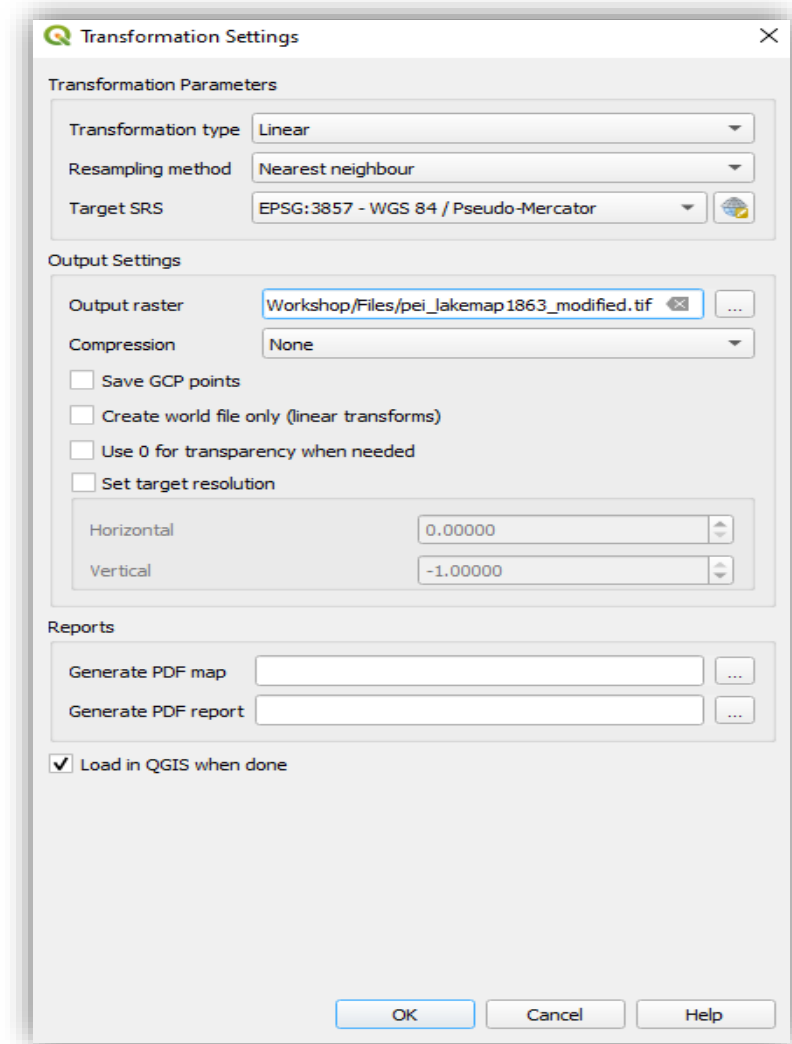 Transformation Settings
Transformation Parameters
Transformation type Linear
Resampling method Nearest neighbour
Target SRS EPSG:3857 - WGS 84 / Pseudo-Mercator
Output Settings
Output raster Workshop/Files/pei_lakemap1863_modified.tif ...
Compression None
Save GCP points
Create world file only (linear transforms)
Use 0 for transparency when needed
Set target resolution
Horizontal 0.00000
Vertical -1.00000
Reports
Generate PDF map ...
Generate PDF report ...
Load in QGIS when done
OK Cancel Help